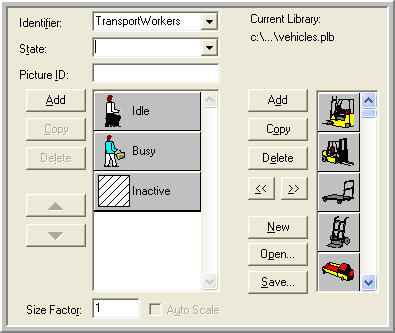 Identifier: TransportWorkers
Current Library:
State:
c:\...\vehicles.plb
Picture ID:
Add
Copy
Delete
Idle
Busy
Inactive
Add
Copy
Delete
<< >>
New
Open...
Save...
Size Factor: 1
Auto Scale